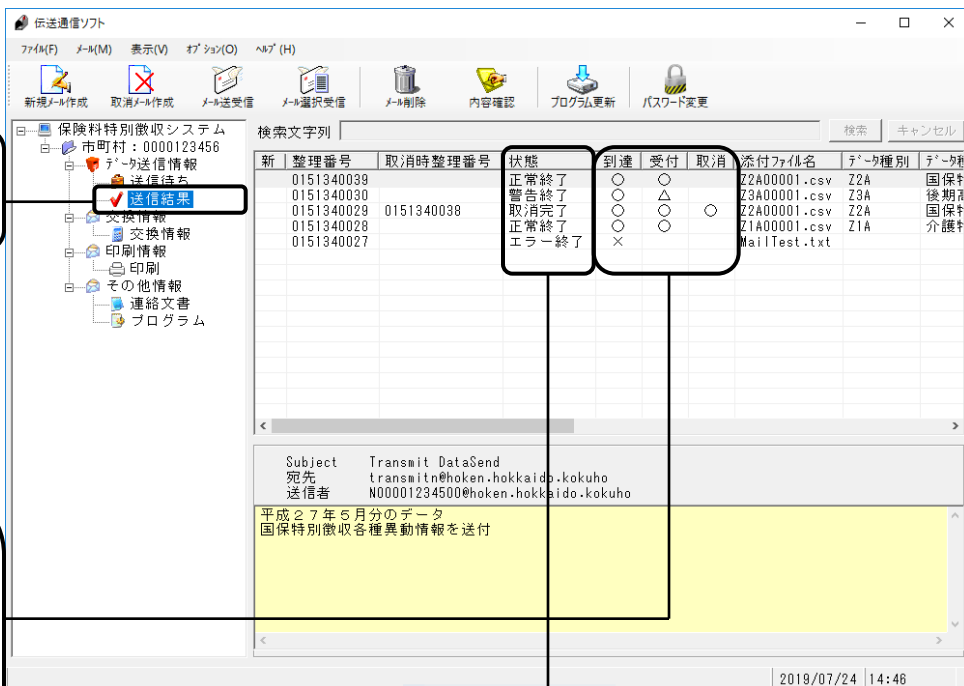 伝送通信ソフト
ﾌｧｲﾙ(F) ﾒｰﾙ(M) 表示(V) ｵﾌﾟｼｮﾝ(O) ﾍﾙﾌﾟ(H)
新規ﾒｰﾙ作成 取消ﾒｰﾙ作成 ﾒｰﾙ送受信 ﾒｰﾙ選択受信 ﾒｰﾙ削除 内容確認 ﾌﾟﾛｸﾞﾗﾑ更新 ﾊﾟｽﾜｰﾄﾞ変更
保険料特別徴収システム
市町村：0000123456
ﾃﾞｰﾀ送信情報
送信待ち
送信結果
交換情報
交換情報
印刷情報
印刷
その他情報
連絡文書
プログラム
検索文字列 検索 キャンセル
新 整理番号 取消時整理番号 状態 到達 受付 取消 添付ﾌｧｲﾙ名 ﾃﾞｰﾀ種別 ﾃﾞｰﾀ種
0151340039 正常終了 ○ ○ Z2A00001.csv Z2A 国保特
0151340030 警告終了 ○ △ Z3A00001.csv Z3A 後期高
0151340029 0151340038 取消完了 ○ ○ ○ Z2A00001.csv Z2A 国保特
0151340028 正常終了 ○ ○ Z1A00001.csv Z1A 介護特
0151340027 エラー終了 × MailTest.txt
Subject Transmit DataSend
宛先 transmitn@hoken.hokkaido.kokuho
送信者 N00001234500@hoken.hokkaido.kokuho
平成２７年５月分のデータ
国保特別徴収各種異動情報を送付
2019/07/24 14:46